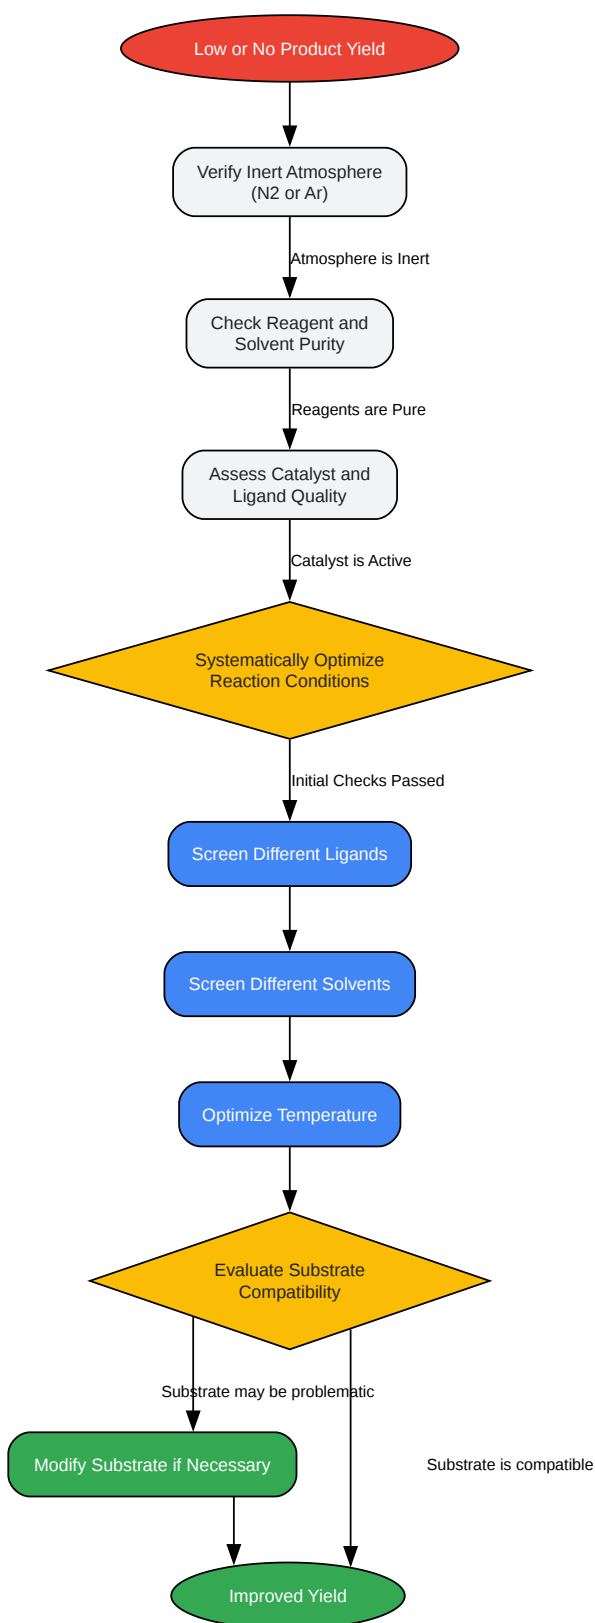 Low or No Product Yield
Verify Inert Atmosphere
(N2 or Ar)
Atmosphere is Inert
Check Reagent and
Solvent Purity
Reagents are Pure
Assess Catalyst and
Ligand Quality
Catalyst is Active
Systematically Optimize
Reaction Conditions
Initial Checks Passed
Screen Different Ligands
Screen Different Solvents
Optimize Temperature
Evaluate Substrate
Compatibility
Substrate may be problematic
Modify Substrate if Necessary
Substrate is compatible
Improved Yield